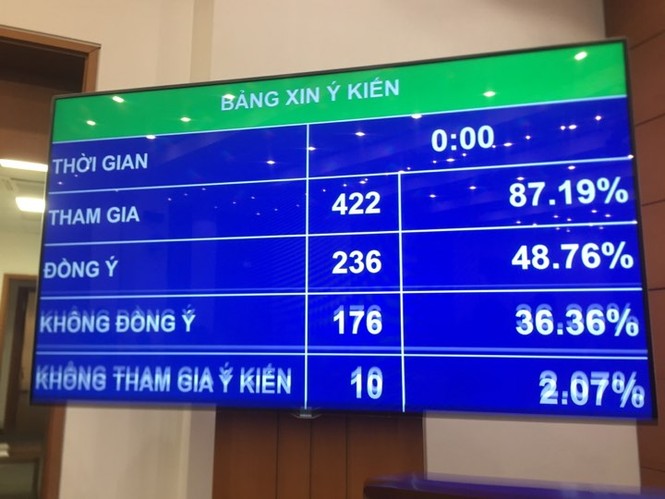 BẢNG XIN Ý KIẾN
THỜI GIAN 0:00
THAM GIA 422 87.19%
ĐỒNG Ý 236 48.76%
KHÔNG ĐỒNG Ý 176 36.36%
KHÔNG THAM GIA Ý KIẾN 10 2.07%